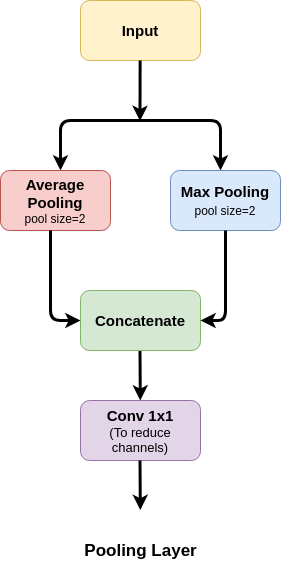 Input
Average
Pooling
pool size=2
Max Pooling
pool size=2
Concatenate
Conv 1x1
(To reduce
channels)
Pooling Layer